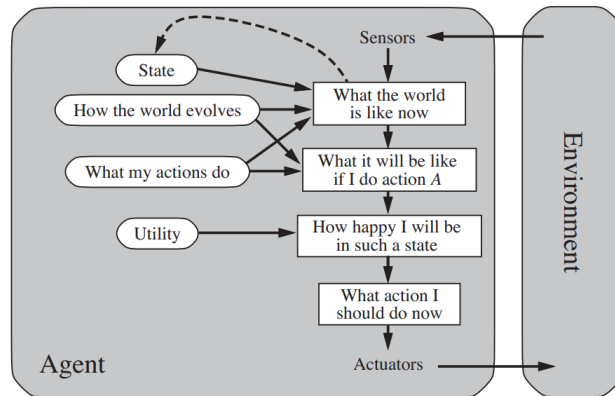 Sensors
State
What the world
is like now
How the world evolves
What it will be like
if I do action A
What my actions do
How happy I will be
in such a state
Utility
What action I
should do now
Agent
Actuators
Environment